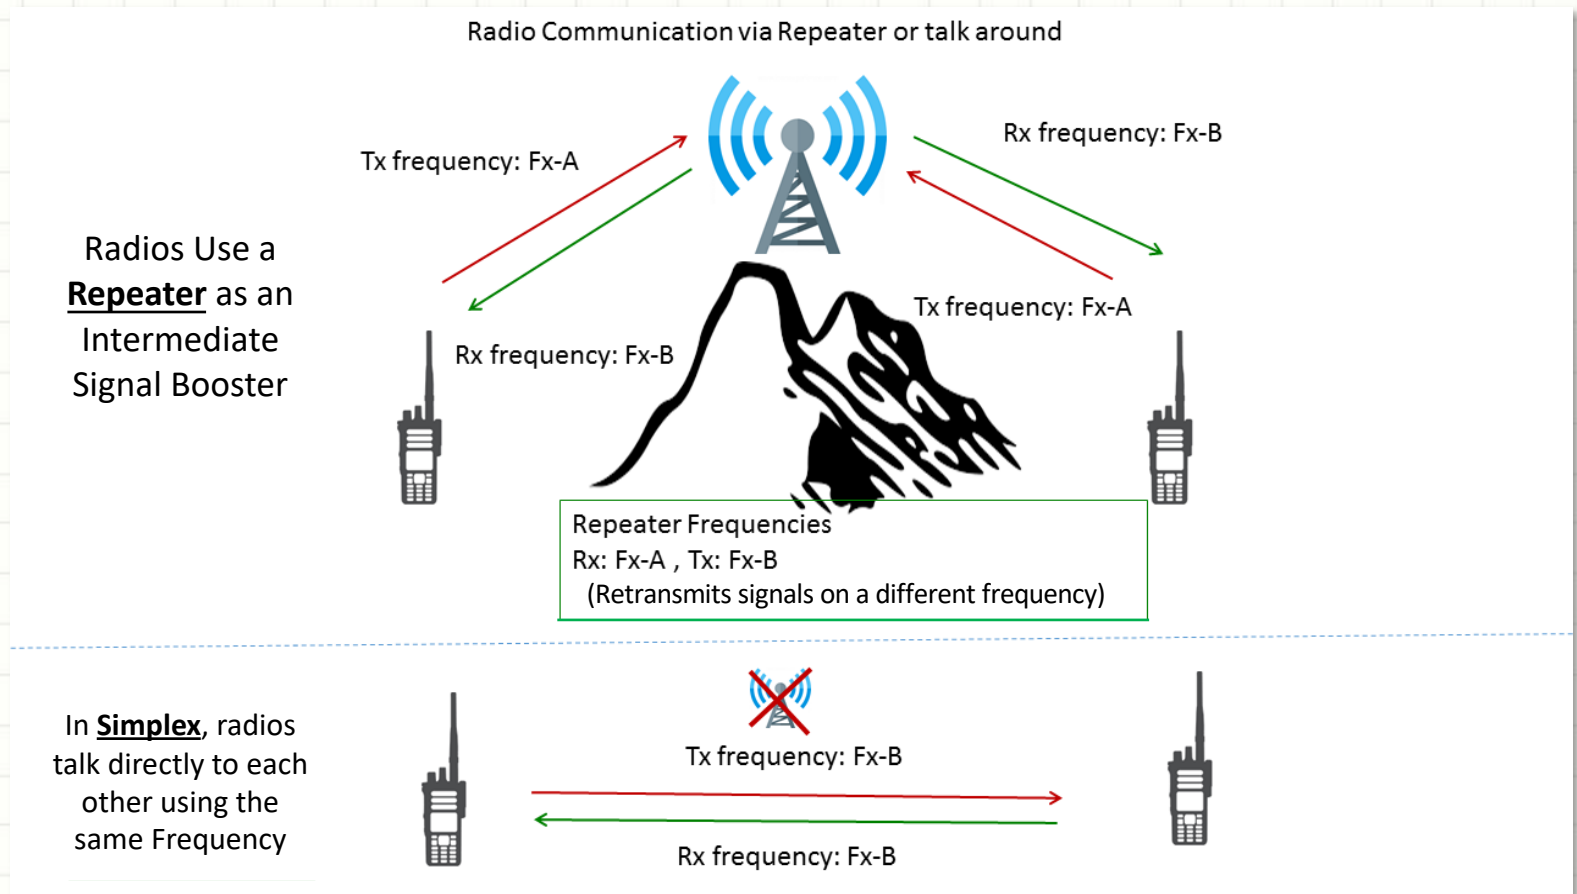 Radio Communication via Repeater or talk around
Tx frequency: Fx-A
Rx frequency: Fx-B
Radios Use a
Repeater as an
Intermediate
Signal Booster
Rx frequency: Fx-B
Tx frequency: Fx-A
Repeater Frequencies
Rx: Fx-A , Tx: Fx-B
(Retransmits signals on a different frequency)
In Simplex, radios
talk directly to each
other using the
same Frequency
Tx frequency: Fx-B
Rx frequency: Fx-B